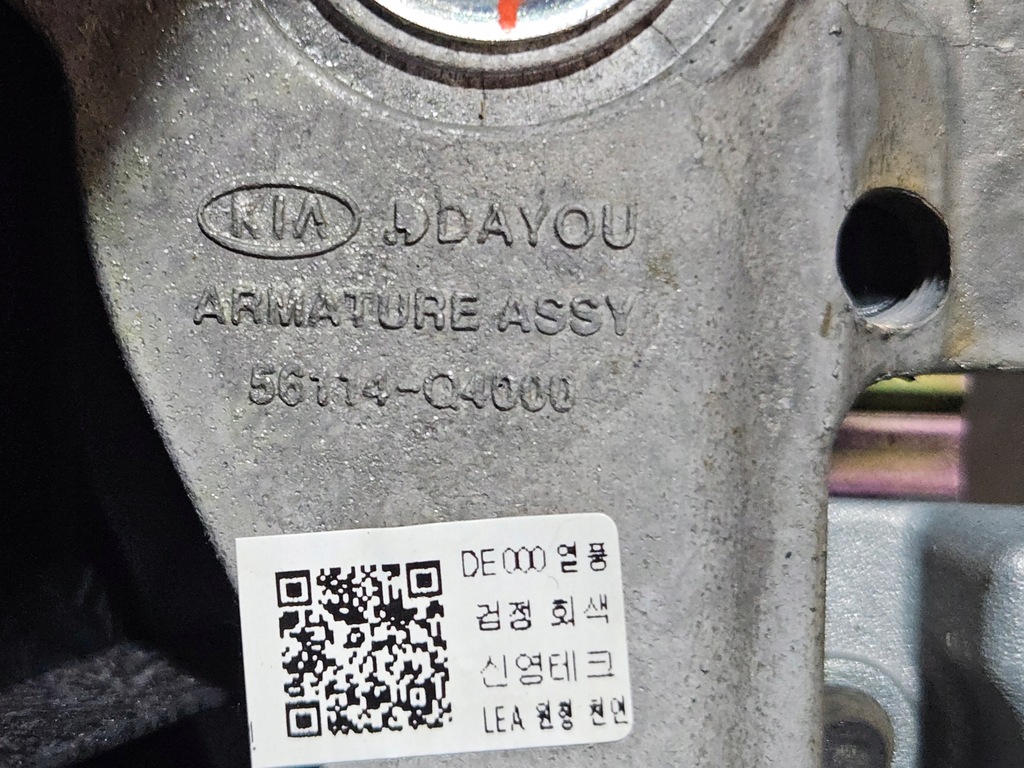 KIA DAYOU
ARMATURE ASSY
56114-Q4000
DE 000 열 풍
검정 회색
신영테크
LEA 원형 천연